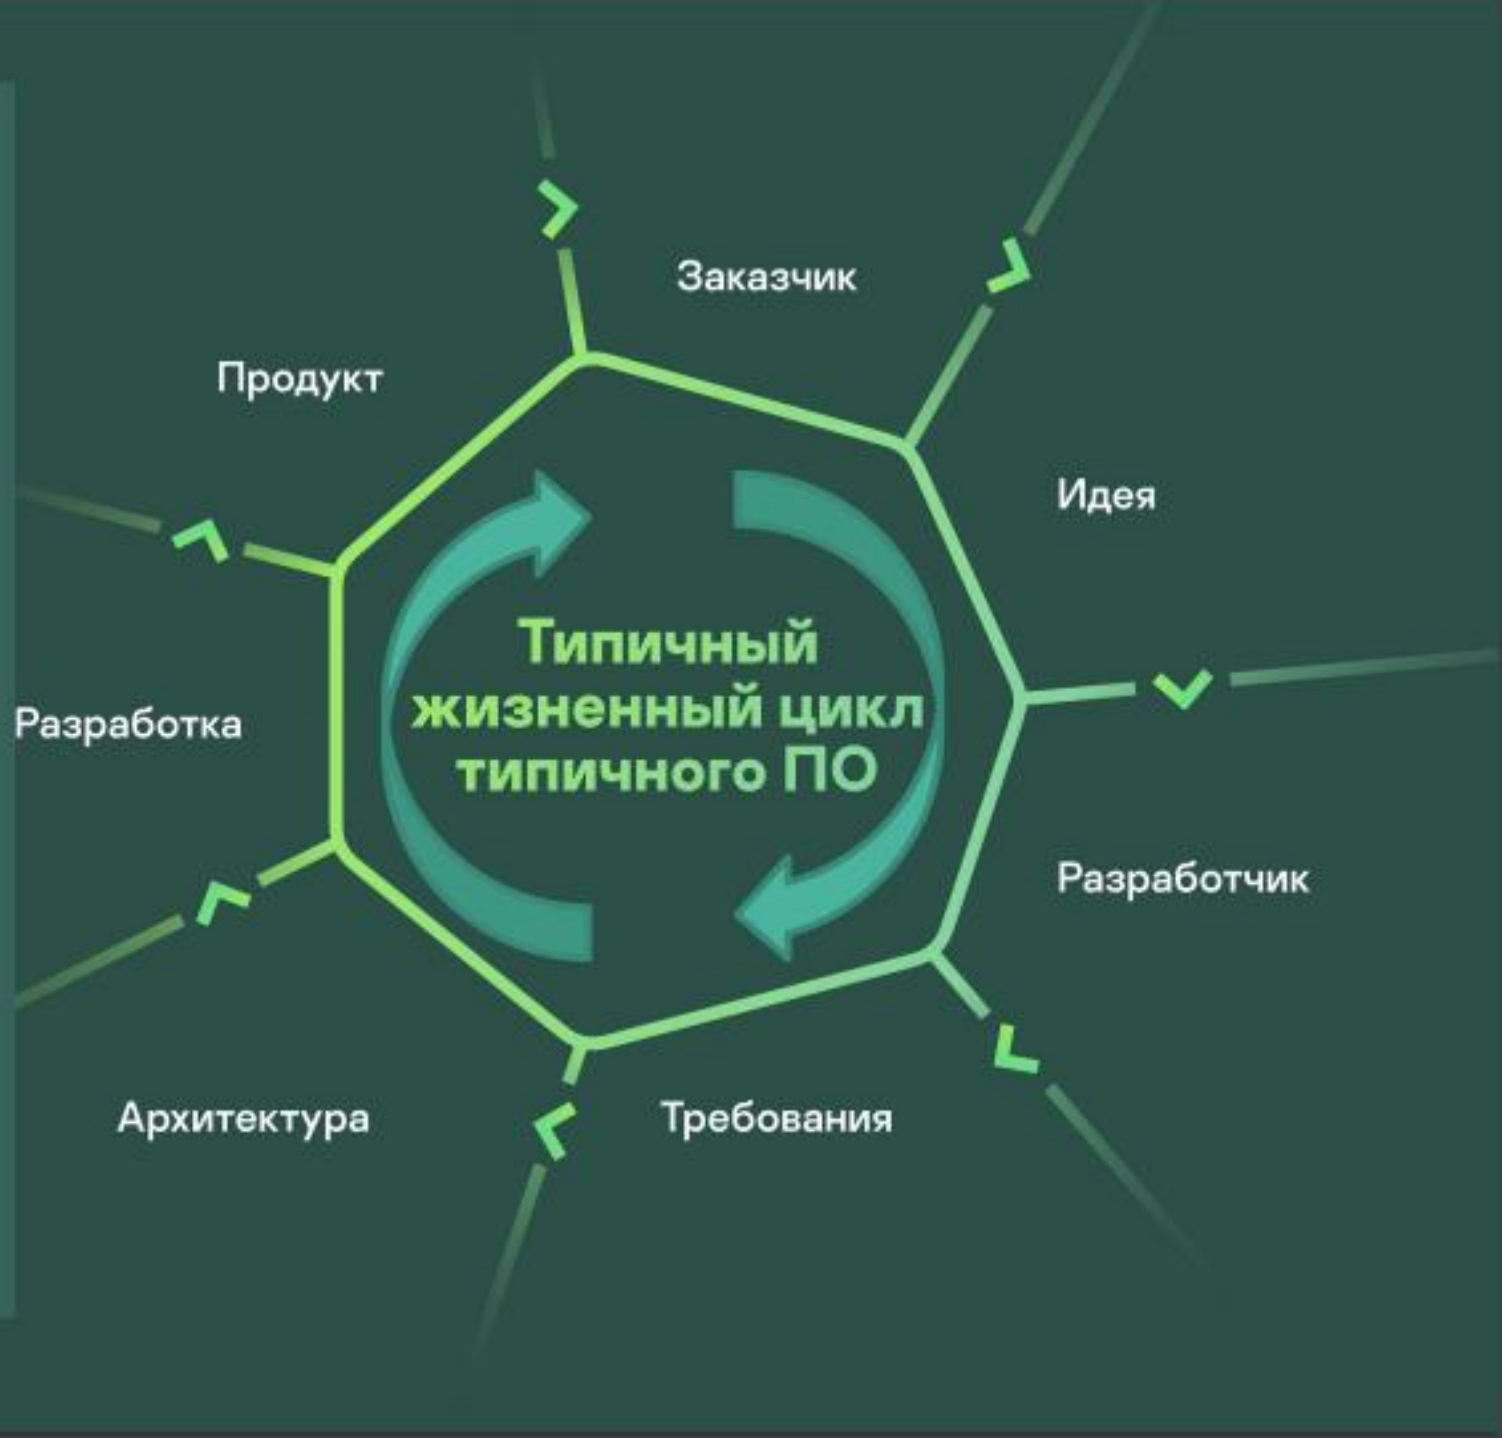 Заказчик
Продукт
Идея
Типичный
жизненный цикл
типичного ПО
Разработка
Разработчик
Архитектура
Требования